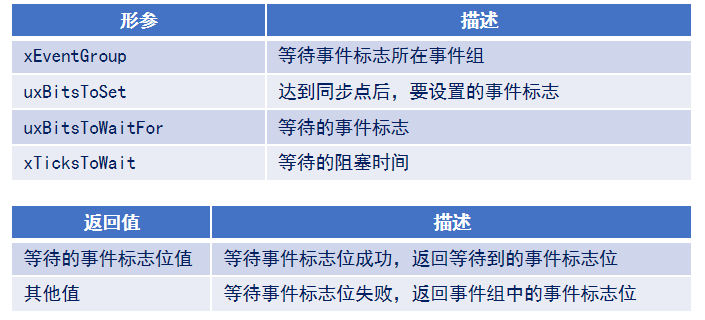 形参 描述
xEventGroup 等待事件标志所在事件组
uxBitsToSet 达到同步点后，要设置的事件标志
uxBitsToWaitFor 等待的事件标志
xTicksToWait 等待的阻塞时间
返回值 描述
等待的事件标志位值 等待事件标志位成功，返回等待到的事件标志位
其他值 等待事件标志位失败，返回事件组中的事件标志位